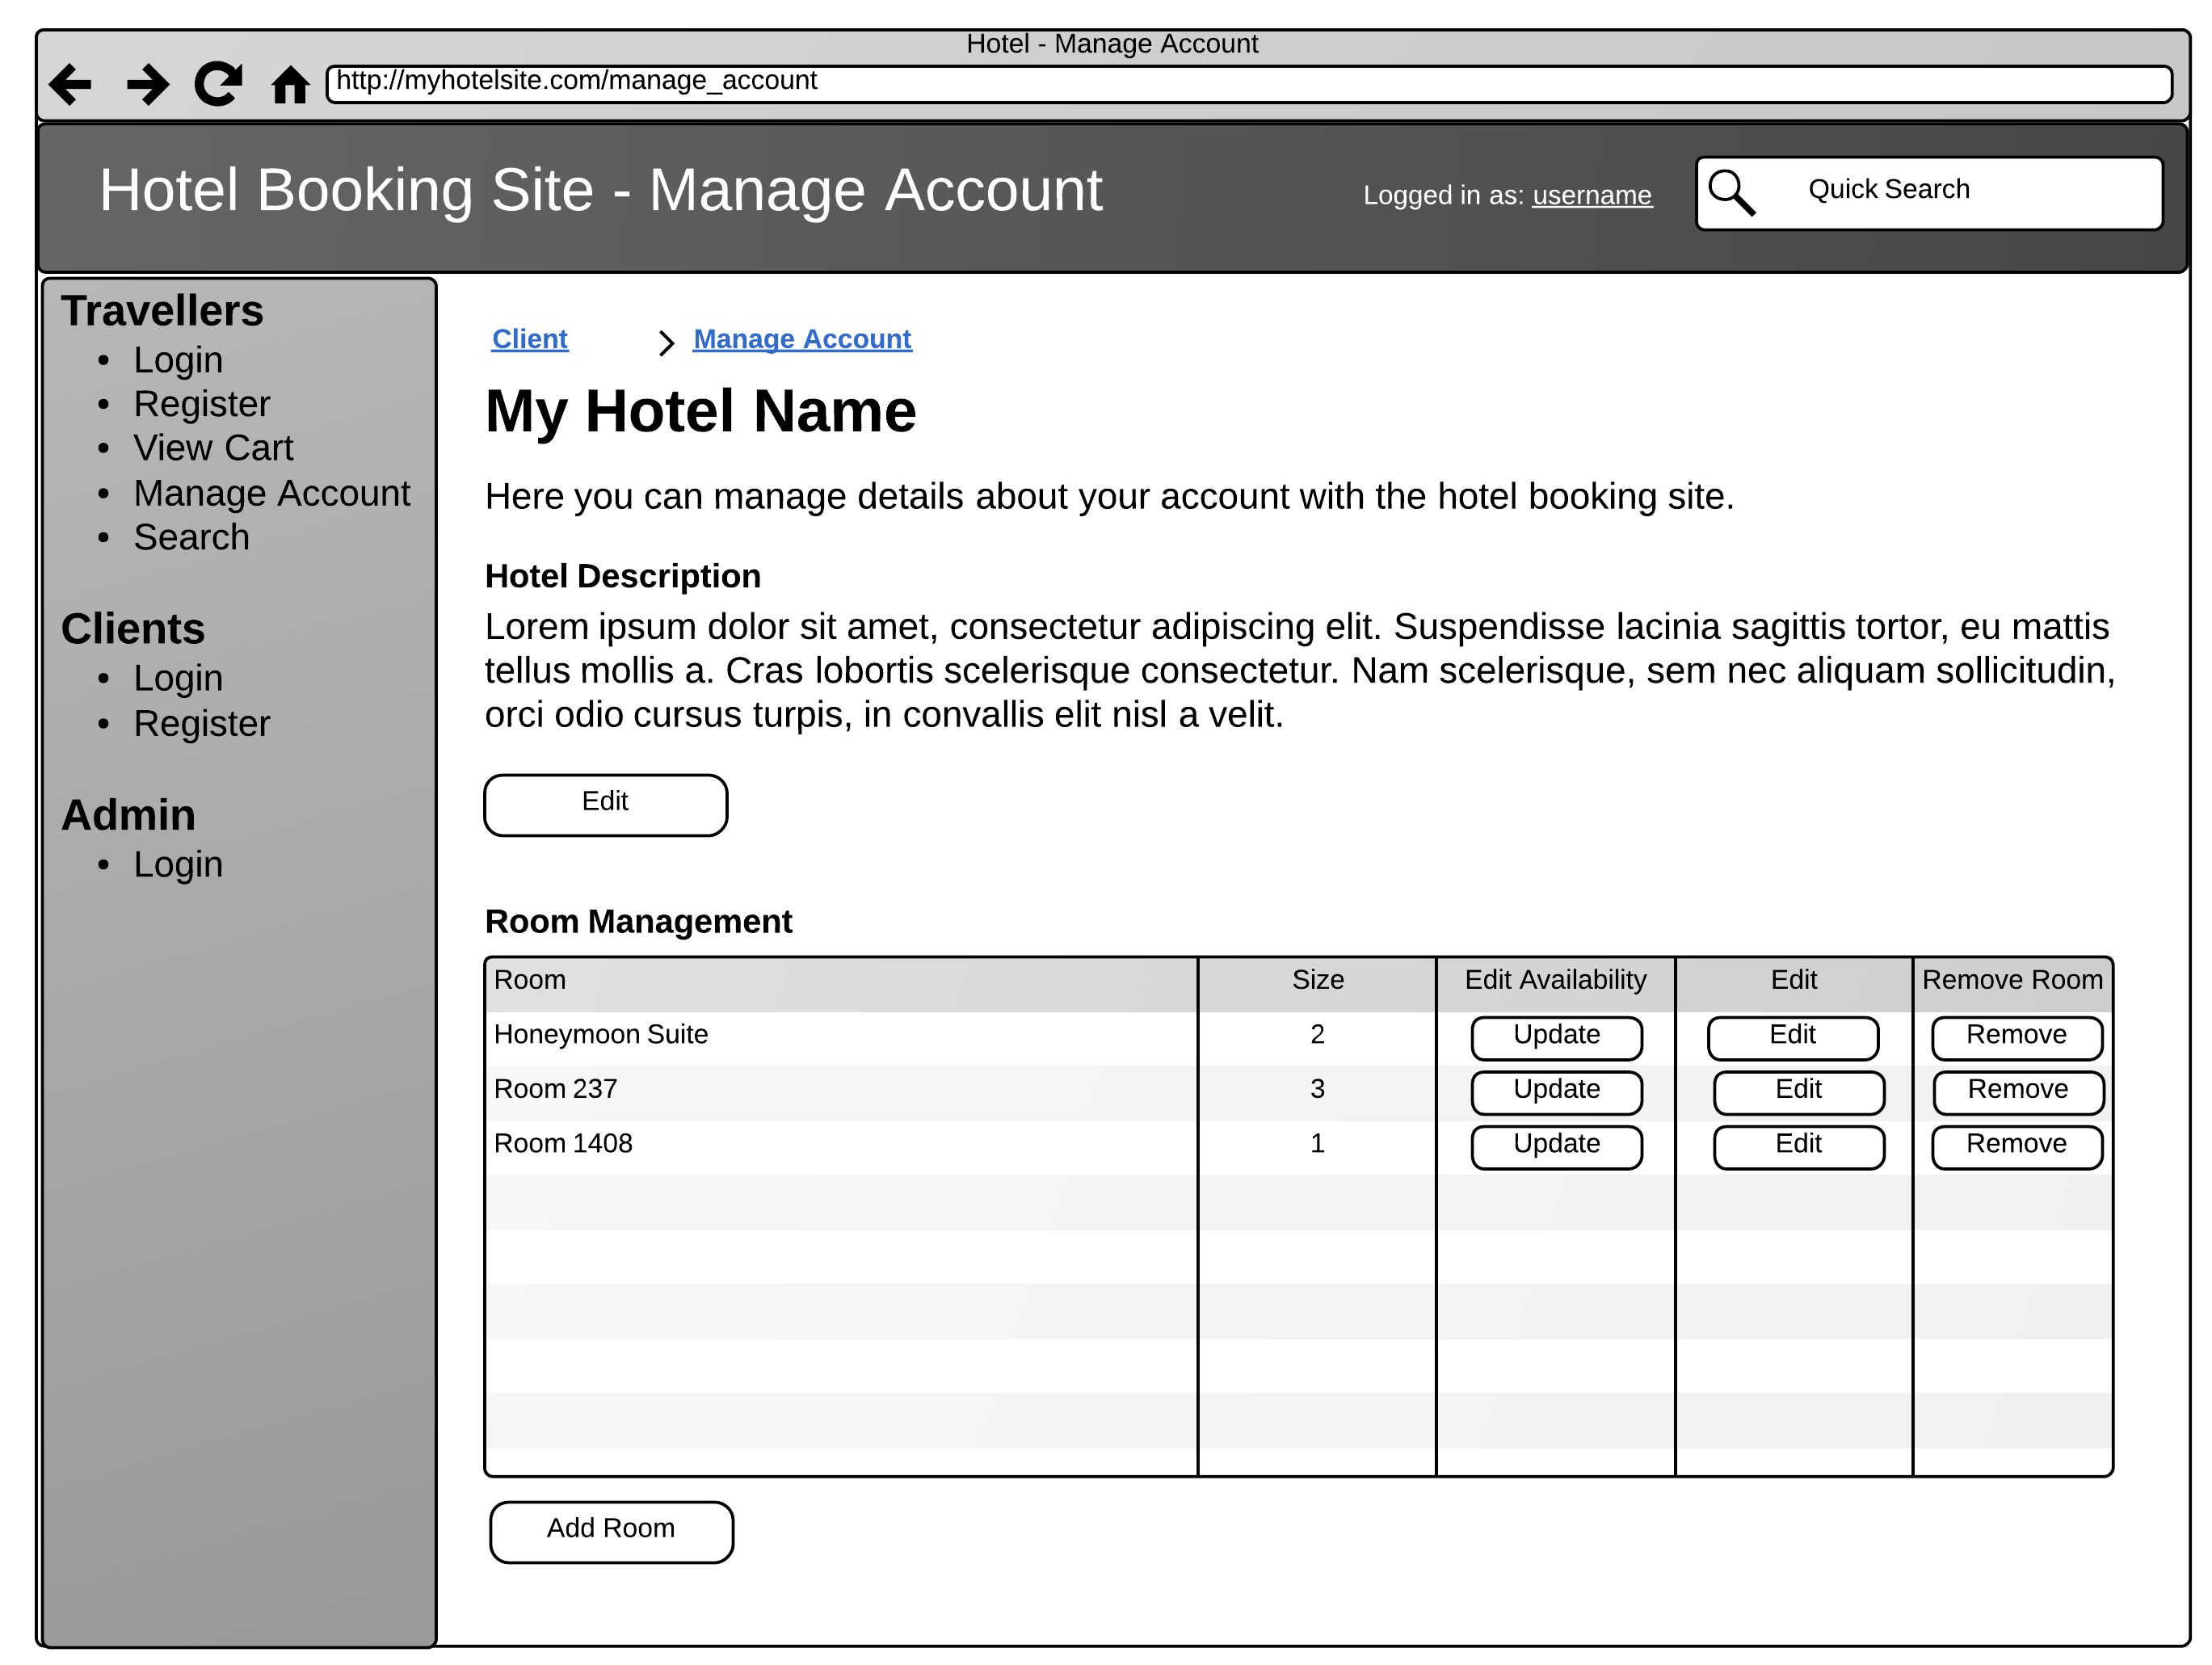 Hotel - Manage Account
http://myhotelsite.com/manage_account
Hotel Booking Site - Manage Account
Logged in as: username
Quick Search
Travellers
• Login
• Register
• View Cart
• Manage Account
• Search
Clients
• Login
• Register
Admin
• Login
Client > Manage Account
My Hotel Name
Here you can manage details about your account with the hotel booking site.
Hotel Description
Lorem ipsum dolor sit amet, consectetur adipiscing elit. Suspendisse lacinia sagittis tortor, eu mattis
tellus mollis a. Cras lobortis scelerisque consectetur. Nam scelerisque, sem nec aliquam sollicitudin,
orci odio cursus turpis, in convallis elit nisl a velit.
Edit
Room Management
Room Size Edit Availability Edit Remove Room
Honeymoon Suite 2 Update Edit Remove
Room 237 3 Update Edit Remove
Room 1408 1 Update Edit Remove
Add Room